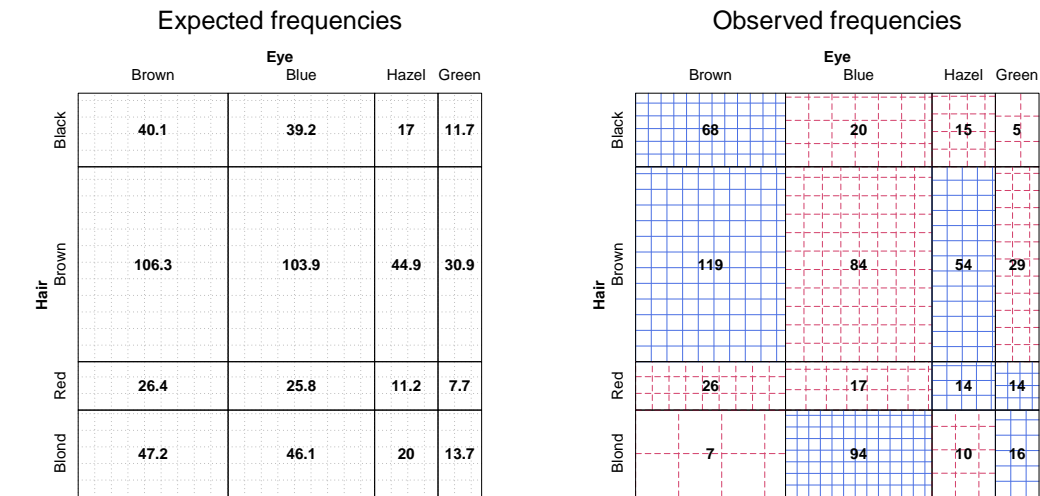 Expected frequencies
Eye
Brown Blue Hazel Green
Hair
Black 40.1 39.2 17 11.7
Brown 106.3 103.9 44.9 30.9
Red 26.4 25.8 11.2 7.7
Blond 47.2 46.1 20 13.7
Observed frequencies
Eye
Brown Blue Hazel Green
Hair
Black 68 20 15 5
Brown 119 84 54 29
Red 26 17 14 14
Blond 7 94 10 16